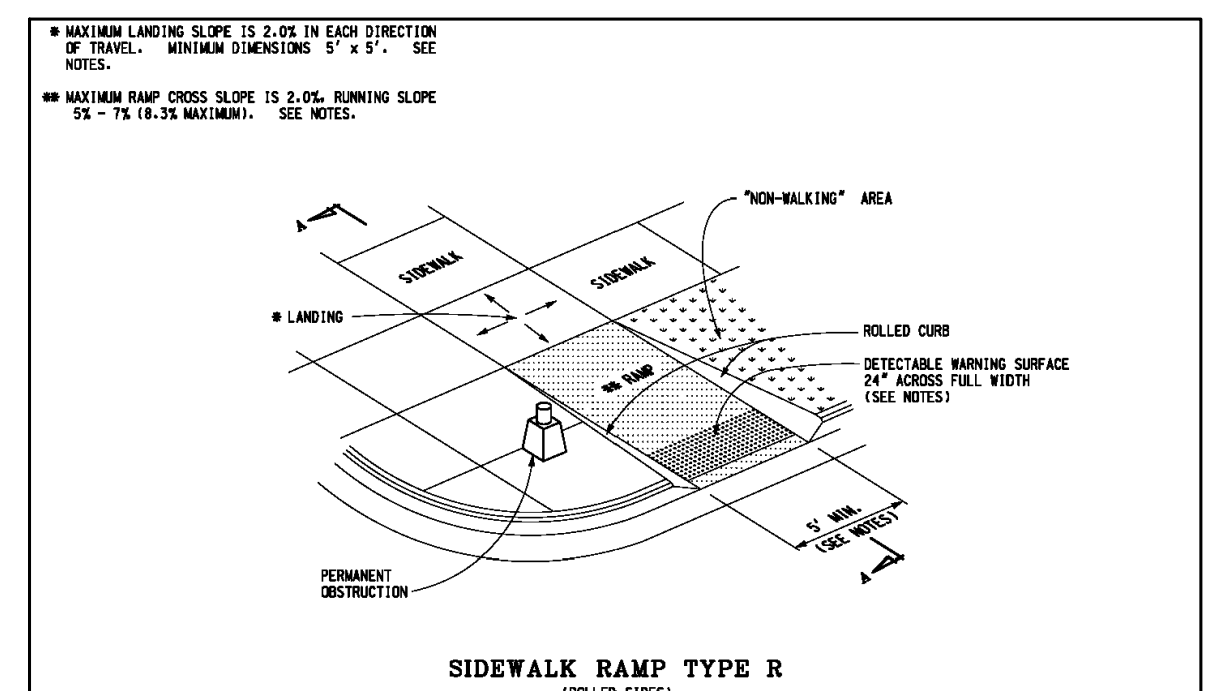 * MAXIMUM LANDING SLOPE IS 2.0% IN EACH DIRECTION
OF TRAVEL. MINIMUM DIMENSIONS 5' x 5'. SEE
NOTES.
** MAXIMUM RAMP CROSS SLOPE IS 2.0%, RUNNING SLOPE
5% - 7% (8.3% MAXIMUM). SEE NOTES.
A
"NON-WALKING" AREA
SIDEWALK
SIDEWALK
* LANDING
ROLLED CURB
DETECTABLE WARNING SURFACE
24" ACROSS FULL WIDTH
(SEE NOTES)
** RAMP
5' MIN.
(SEE NOTES)
A
PERMANENT
OBSTRUCTION
SIDEWALK RAMP TYPE R
(ROLLED SIDES)